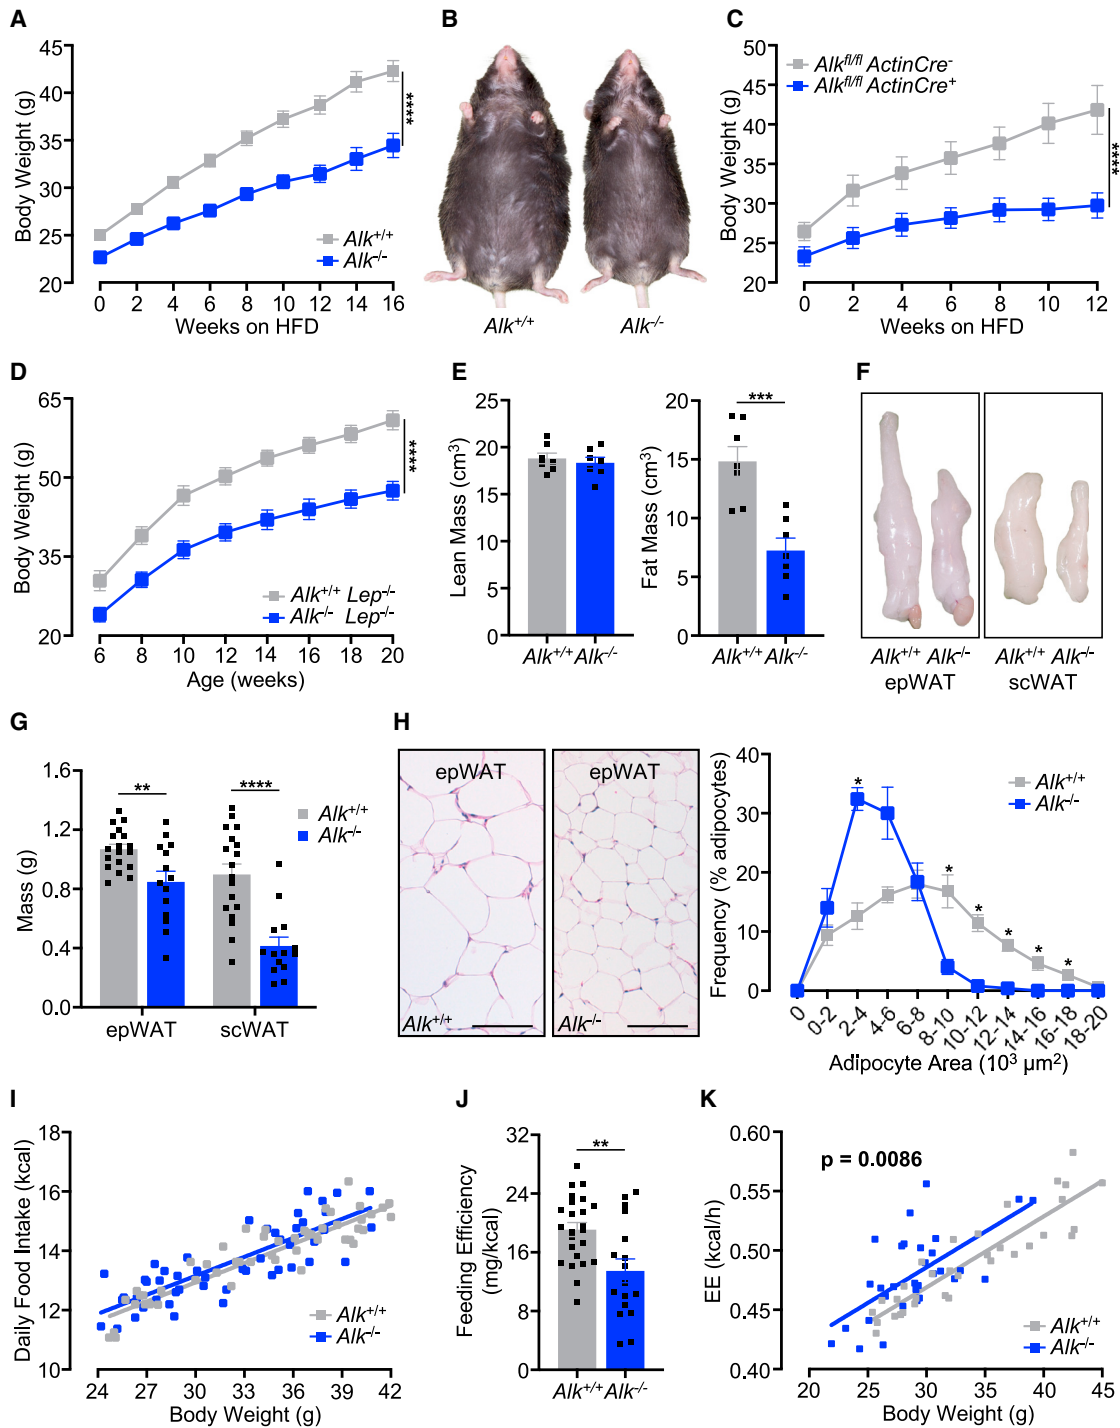 A
Body Weight (g)
45
40
35
30
25
20
0 2 4 6 8 10 12 14 16
Weeks on HFD
****
Alk+/+
Alk-/-
B
Alk+/+ Alk-/-
C
Body Weight (g)
50
45
40
35
30
25
20
0 2 4 6 8 10 12
Weeks on HFD
****
Alkfl/fl ActinCre-
Alkfl/fl ActinCre+
D
Body Weight (g)
65
50
35
20
6 8 10 12 14 16 18 20
Age (weeks)
****
Alk+/+ Lep-/-
Alk-/- Lep-/-
E
Lean Mass (cm3)
25
20
15
10
5
0
Alk+/+ Alk-/-
Fat Mass (cm3)
20
15
10
5
0
***
Alk+/+ Alk-/-
F
Alk+/+ Alk-/- Alk+/+ Alk-/-
epWAT scWAT
G
Mass (g)
1.6
1.2
0.8
0.4
0.0
** ****
Alk+/+
Alk-/-
epWAT scWAT
H
epWAT epWAT
Alk+/+ Alk-/-
Frequency (% adipocytes)
40
30
20
10
0
* * * * * *
Alk+/+
Alk-/-
0 0-2 2-4 4-6 6-8 8-10 10-12 12-14 14-16 16-18 18-20
Adipocyte Area (103 µm2)
I
Daily Food Intake (kcal)
18
16
14
12
10
24 27 30 33 36 39 42
Body Weight (g)
Alk+/+
Alk-/-
J
Feeding Efficiency
(mg/kcal)
32
24
16
8
0
**
Alk+/+ Alk-/-
K
EE (kcal/h)
0.60
0.55
0.50
0.45
0.40
p = 0.0086
Alk+/+
Alk-/-
20 25 30 35 40 45
Body Weight (g)